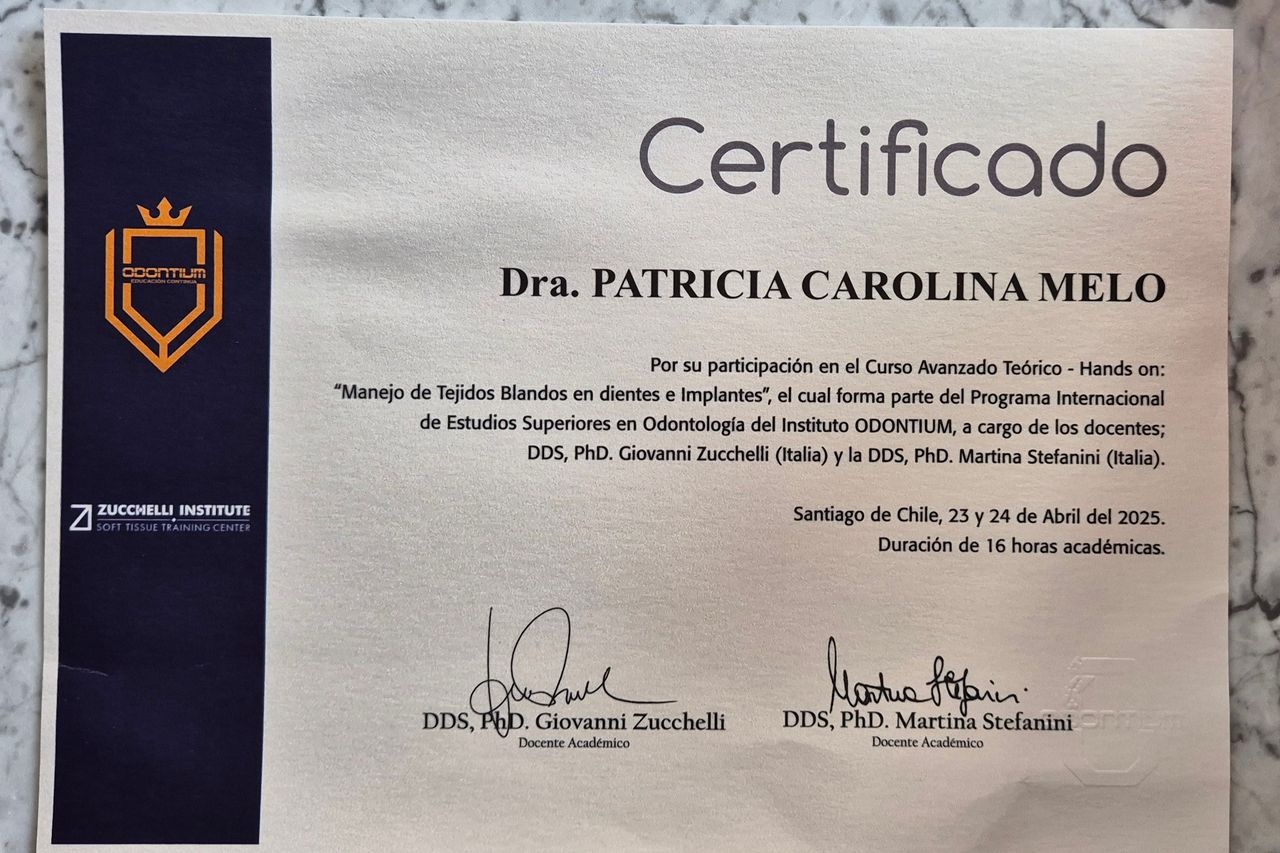 Certificado
Dra. PATRICIA CAROLINA MELO
Por su participación en el Curso Avanzado Teórico - Hands on:
“Manejo de Tejidos Blandos en dientes e Implantes”, el cual forma parte del Programa Internacional
de Estudios Superiores en Odontología del Instituto ODONTIUM, a cargo de los docentes;
DDS, PhD. Giovanni Zucchelli (Italia) y la DDS, PhD. Martina Stefanini (Italia).
Santiago de Chile, 23 y 24 de Abril del 2025.
Duración de 16 horas académicas.
ODONTIUM
EDUCACIÓN CONTINUA
ZUCCHELLI INSTITUTE
SOFT TISSUE TRAINING CENTER
Martina Stefanini
DDS, PhD. Giovanni Zucchelli
Docente Académico
DDS, PhD. Martina Stefanini
Docente Académico
ODONTIUM